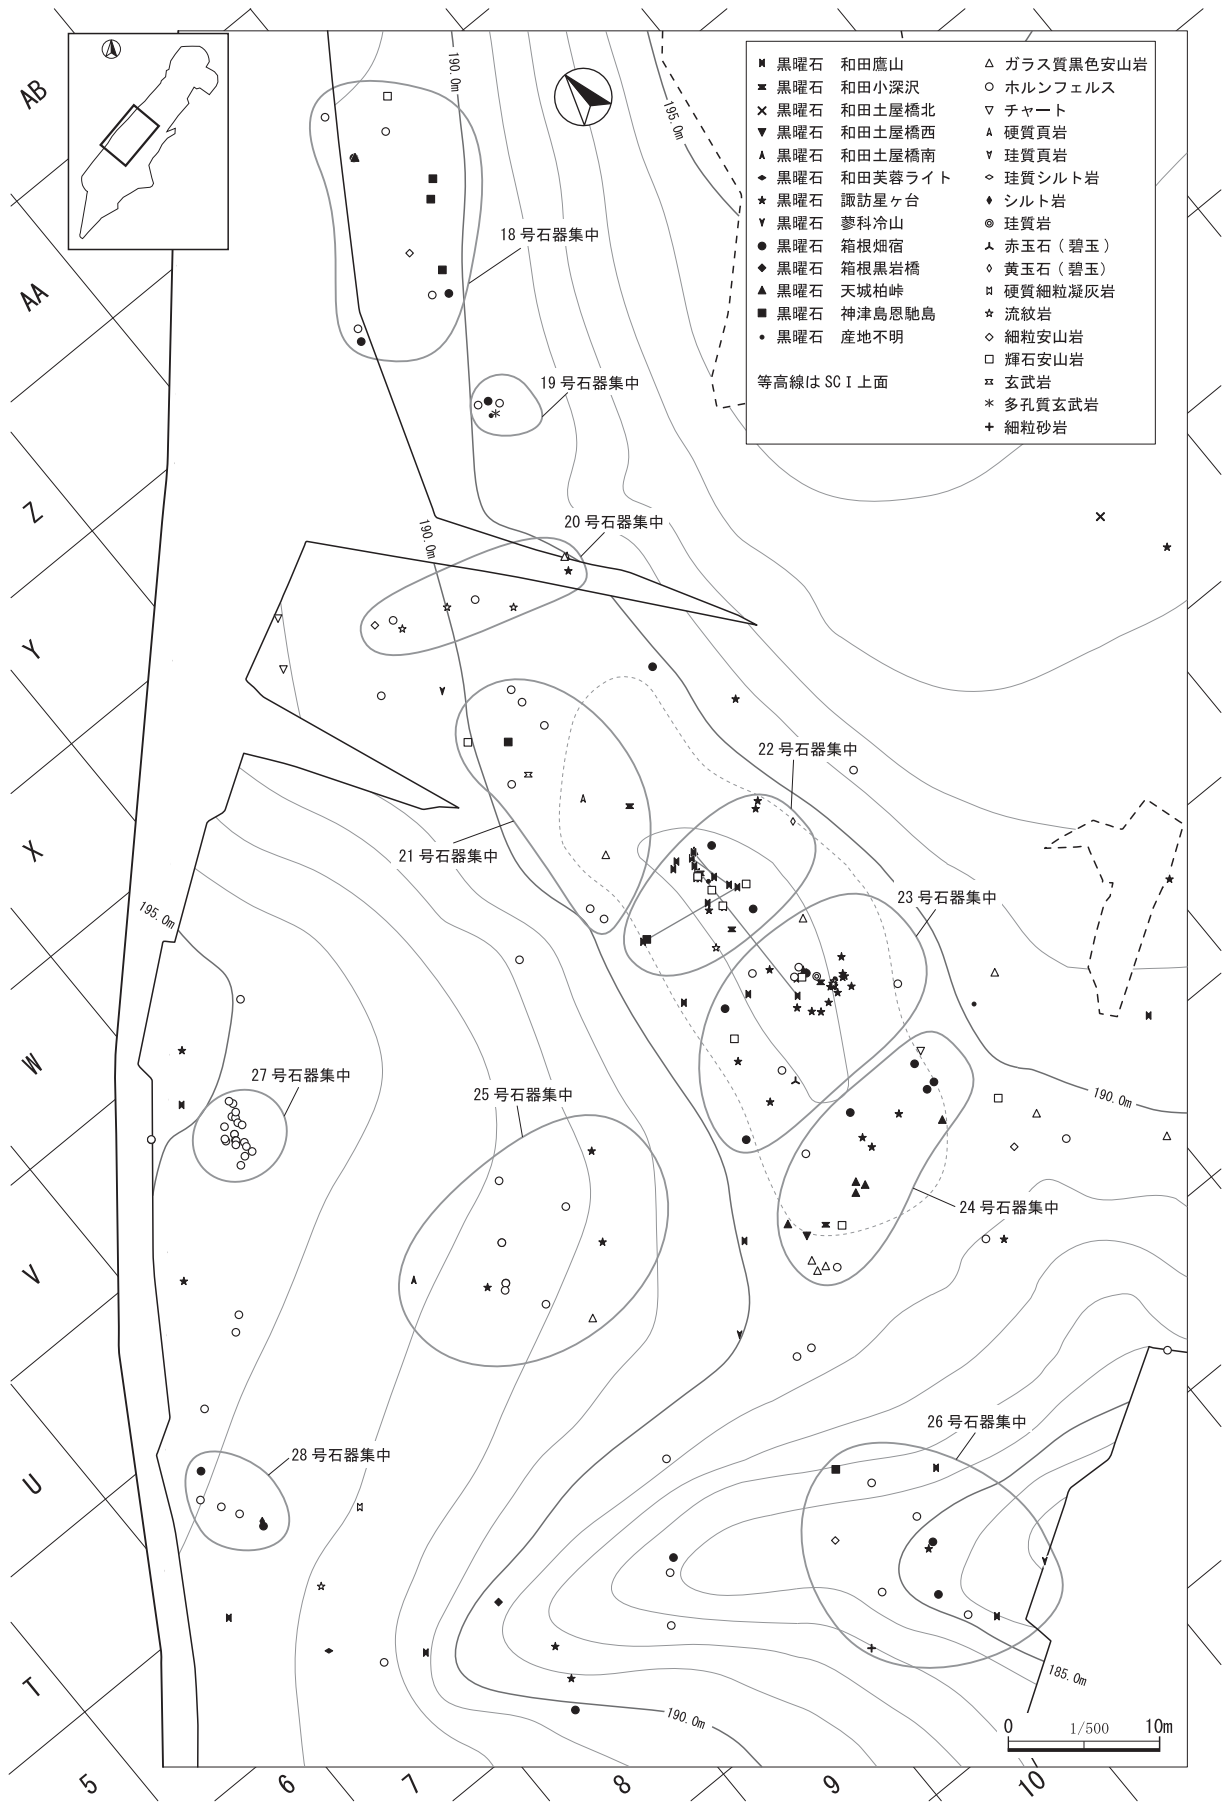 AB
AA
Z
Y
X
W
V
U
T
5
6
7
8
9
10
190.0m
195.0m
黒曜石 和田鷹山
黒曜石 和田小深沢
黒曜石 和田土屋橋北
黒曜石 和田土屋橋西
黒曜石 和田土屋橋南
黒曜石 和田芙蓉ライト
黒曜石 諏訪星ヶ台
黒曜石 蓼科冷山
黒曜石 箱根畑宿
黒曜石 箱根黒岩橋
黒曜石 天城柏峠
黒曜石 神津島恩馳島
黒曜石 産地不明
等高線はSCⅠ上面
ガラス質黒色安山岩
ホルンフェルス
チャート
硬質頁岩
珪質頁岩
珪質シルト岩
シルト岩
珪質岩
赤玉石（碧玉）
黄玉石（碧玉）
硬質細粒凝灰岩
流紋岩
細粒安山岩
輝石安山岩
玄武岩
多孔質玄武岩
細粒砂岩
18号石器集中
19号石器集中
20号石器集中
190.0m
22号石器集中
21号石器集中
23号石器集中
195.0m
27号石器集中
25号石器集中
190.0m
24号石器集中
26号石器集中
28号石器集中
185.0m
190.0m
0 1/500 10m